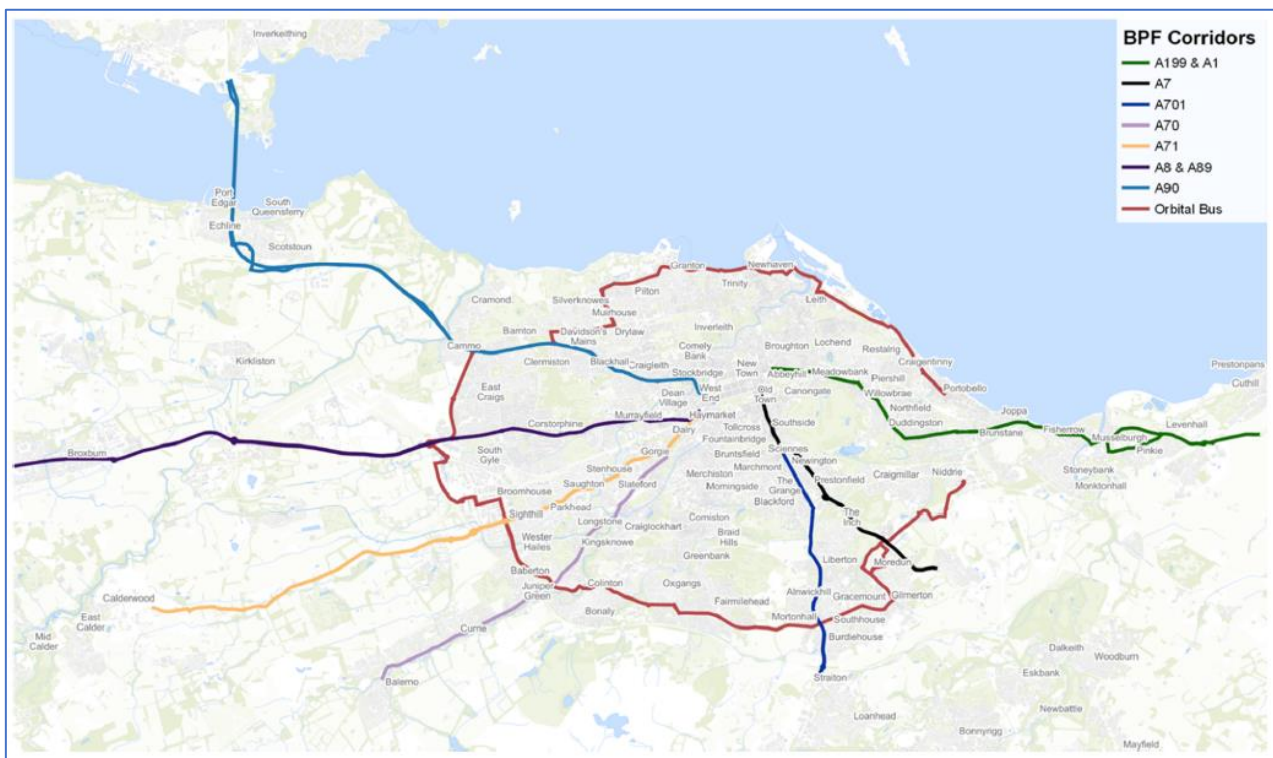 BPF Corridors
A199 & A1
A7
A701
A70
A71
A8 & A89
A90
Orbital Bus
Inverkeithing
Port
Edgar
South
Queensferry
Echline
Scotstoun
Cramond
Silverknowes
Muirhouse
Pilton
Granton
Newhaven
Trinity
Leith
Barnton
Davidson's
Mains
Drylaw
Inverleith
Cammo
Clermiston
Blackhall
Craigleith
Comely
Bank
Stockbridge
New
Town
Broughton
Lochend
Restalrig
Craigentinny
Portobello
Abbeyhill
Meadowbank
Piershill
Willowbrae
Northfield
Duddingston
Canongate
Old
Town
Prestonpans
Cuthill
Joppa
Brunstane
Fisherrow
Musselburgh
Levenhall
Pinkie
Stoneybank
Monktonhall
Kirkliston
East
Craigs
Dean
Village
West
End
Murrayfield
Haymarket
Corstorphine
Dalry
Tollcross
Southside
Fountainbridge
Bruntsfield
Sciennes
Marchmont
Newington
Broxburn
South
Gyle
Gorgie
Stenhouse
Saughton
Slateford
Merchiston
Morningside
The
Grange
Blackford
Prestonfield
Craigmillar
Niddrie
Broomhouse
Parkhead
Sighthill
Longstone
Craiglockhart
Comiston
Braid
Hills
The
Inch
Wester
Hailes
Kingsknowe
Greenbank
Liberton
Moredun
Baberton
Juniper
Green
Colinton
Oxgangs
Alnwickhill
Gracemount
Gilmerton
Calderwood
East
Calder
Mid
Calder
Bonaly
Fairmilehead
Mortonhall
Southhouse
Burdiehouse
Currie
Balerno
Straiton
Dalkeith
Woodburn
Eskbank
Newbattle
Loanhead
Bonnyrigg
Mayfield